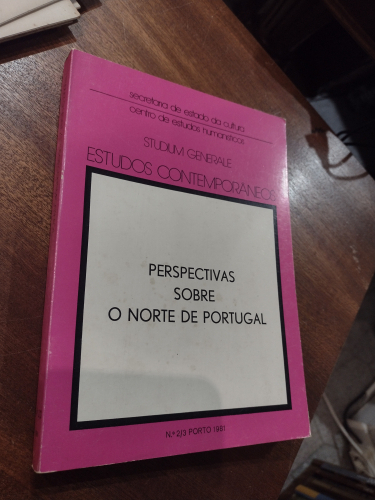 secretaria de estado da cultura
centro de estudos humanísticos
STUDIUM GENERALE
ESTUDOS CONTEMPORÂNEOS
PERSPECTIVAS
SOBRE
O NORTE DE PORTUGAL
N.º 2/3 PORTO 1981